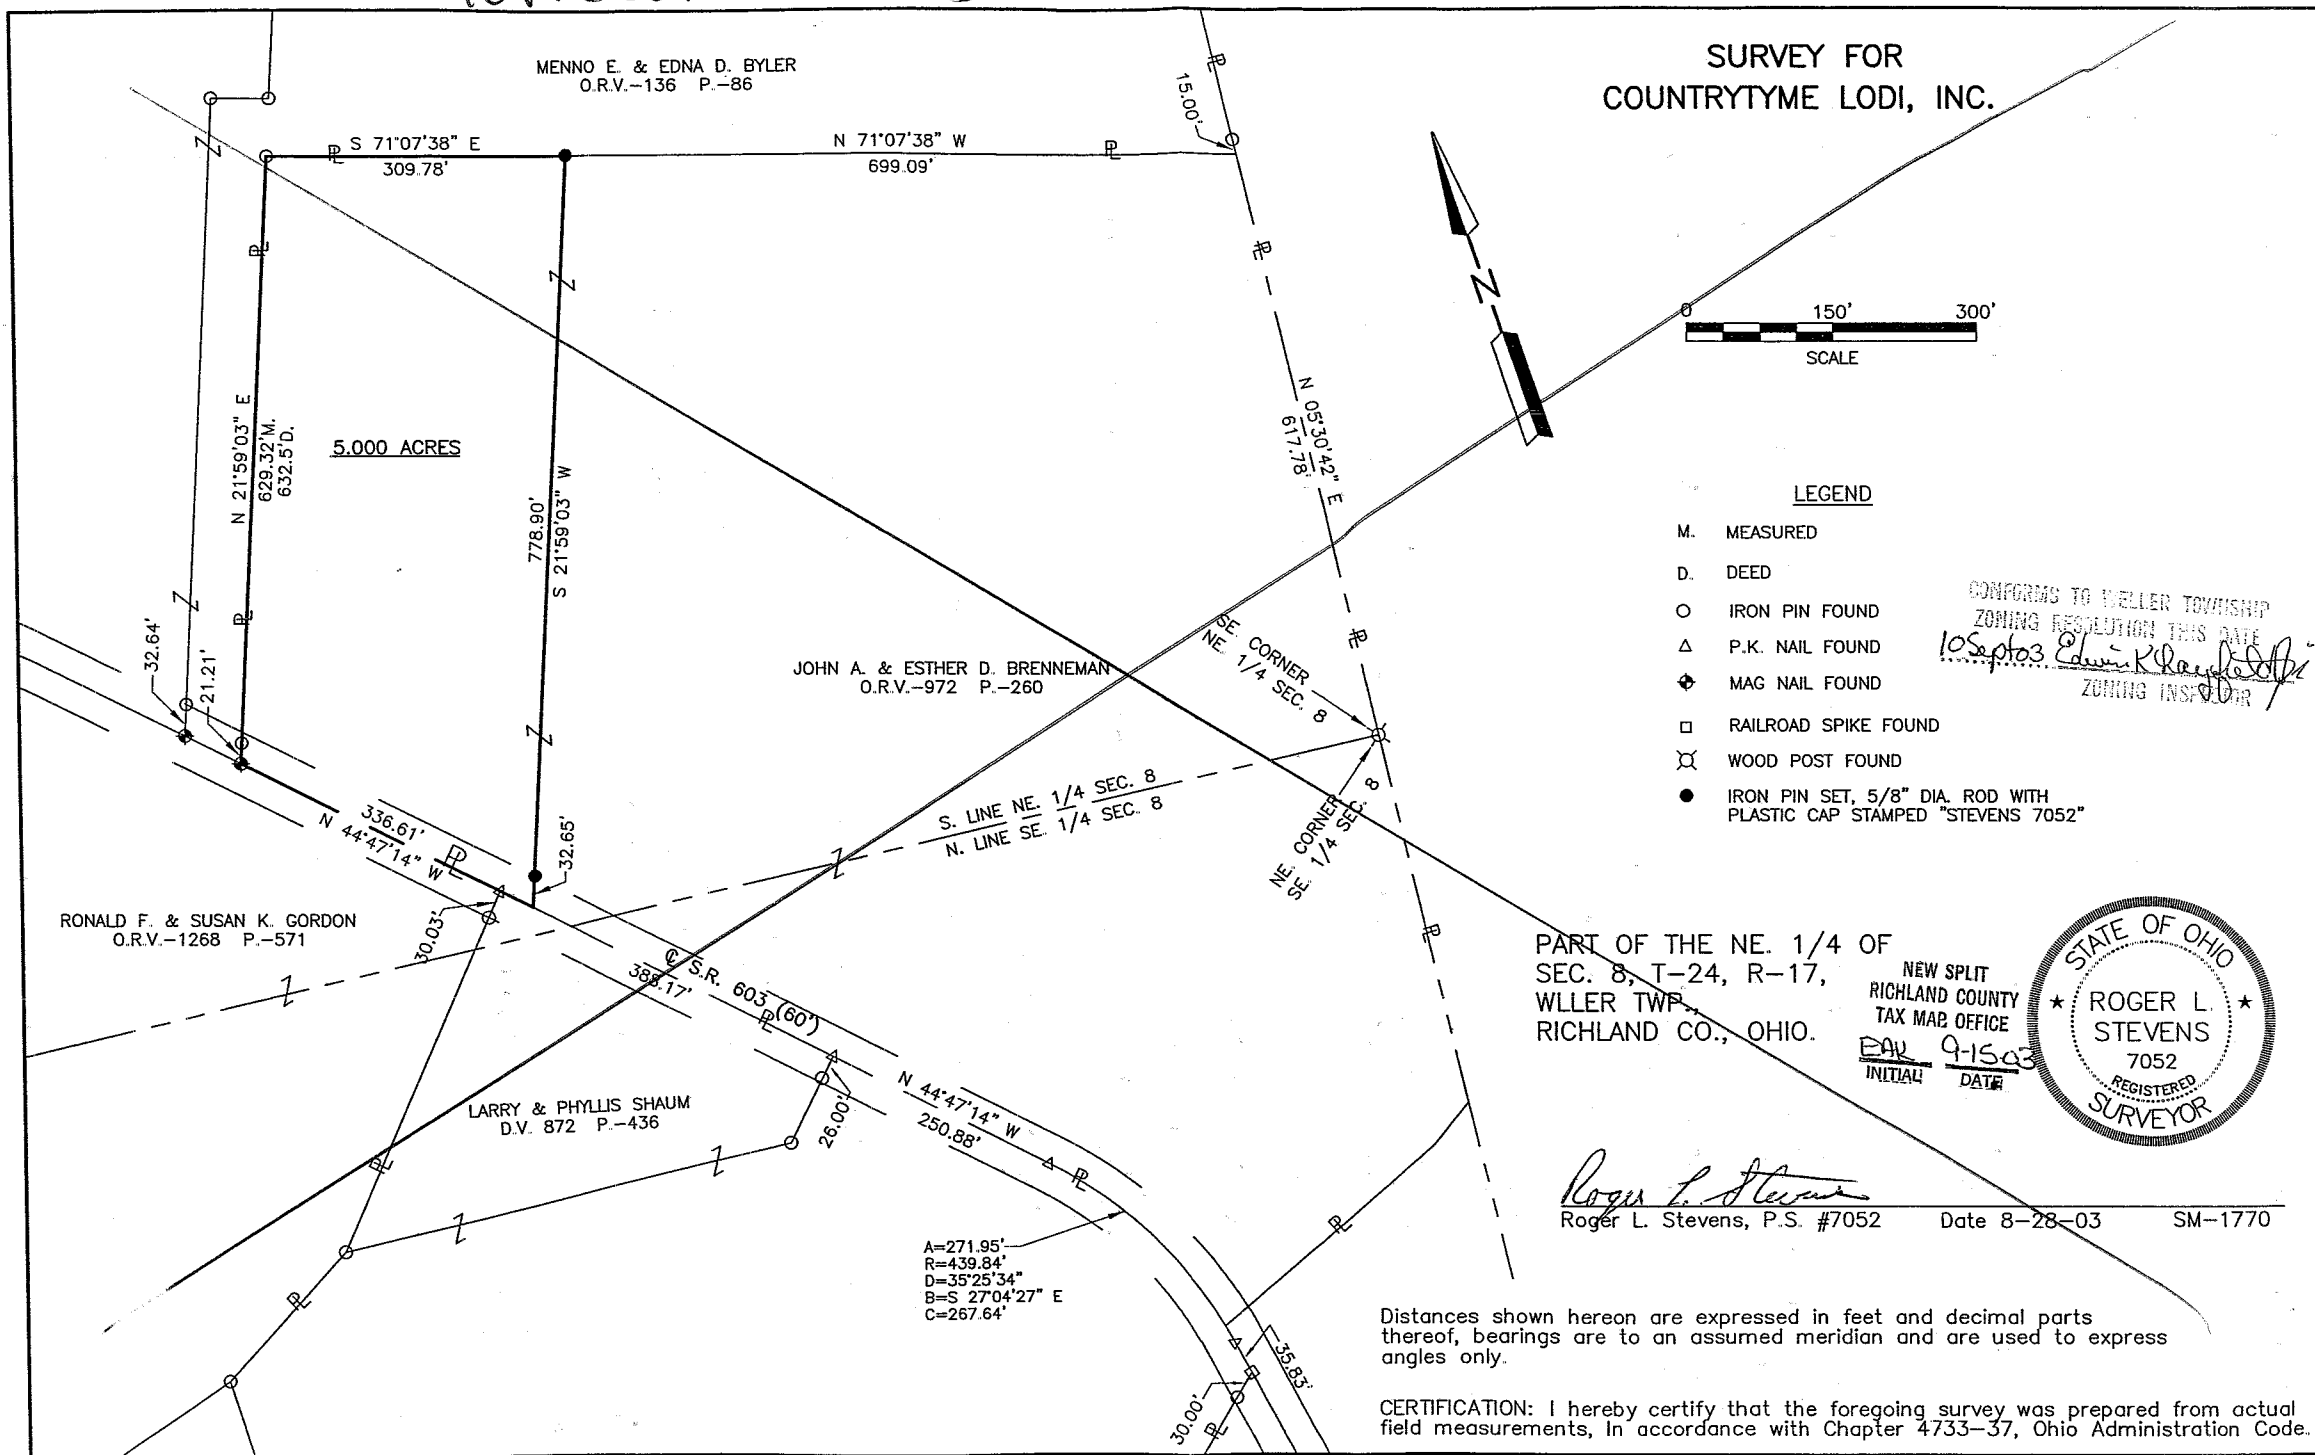 SURVEY FOR
COUNTRYTYME LODI, INC.
MENNO E. & EDNA D. BYLER
O.R.V.-136 P.-86
15.00'
S 71°07'38" E
309.78'
N 71°07'38" W
699.09'
N
0 150' 300'
SCALE
N 05°30'42" E
617.78'
N 21°59'03" E
629.32'M.
632.5'D.
5.000 ACRES
778.90'
S 21°59'03" W
LEGEND
M. MEASURED
D. DEED
IRON PIN FOUND
P.K. NAIL FOUND
MAG NAIL FOUND
RAILROAD SPIKE FOUND
WOOD POST FOUND
IRON PIN SET, 5/8" DIA. ROD WITH
PLASTIC CAP STAMPED "STEVENS 7052"
CONFORMS TO WELLER TOWNSHIP
ZONING RESOLUTION THIS DATE
10 Sept 03 Edwin K
ZONING INSPECTOR
32.64'
21.21'
JOHN A. & ESTHER D. BRENNEMAN
O.R.V.-972 P.-260
SE. CORNER
NE. 1/4 SEC. 8
S. LINE NE. 1/4 SEC. 8
N. LINE SE. 1/4 SEC. 8
NE. CORNER
SE. 1/4 SEC. 8
336.61'
N 44°47'14" W
32.65'
30.03'
RONALD F. & SUSAN K. GORDON
O.R.V.-1268 P.-571
℄ S.R. 603 (60')
388.17'
LARRY & PHYLLIS SHAUM
D.V. 872 P.-436
26.00'
N 44°47'14" W
250.88'
A=271.95'
R=439.84'
D=35°25'34"
B=S 27°04'27" E
C=267.64'
35.83'
30.00'
PART OF THE NE. 1/4 OF
SEC. 8, T-24, R-17,
WLLER TWP.,
RICHLAND CO., OHIO.
NEW SPLIT
RICHLAND COUNTY
TAX MAP OFFICE
EAK 9-15-03
INITIAL DATE
STATE OF OHIO
ROGER L.
STEVENS
7052
REGISTERED
SURVEYOR
Roger L. Stevens
Roger L. Stevens, P.S. #7052 Date 8-28-03 SM-1770
Distances shown hereon are expressed in feet and decimal parts
thereof, bearings are to an assumed meridian and are used to express
angles only.
CERTIFICATION: I hereby certify that the foregoing survey was prepared from actual
field measurements, In accordance with Chapter 4733-37, Ohio Administration Code.